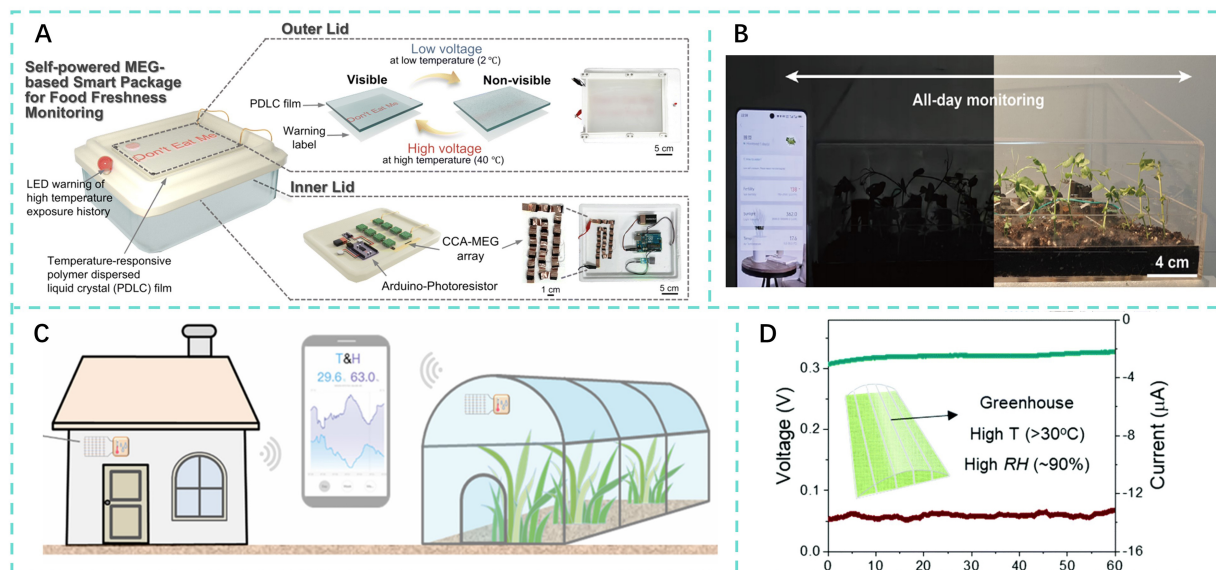 A
Self-powered MEG-
based Smart Package
for Food Freshness
Monitoring
Don't Eat Me
LED warning of
high temperature
exposure history
Temperature-responsive
polymer dispersed
liquid crystal (PDLC) film
Outer Lid
Low voltage
at low temperature (2 ℃)
Visible
Non-visible
PDLC film
Don't Eat Me
Warning
label
High voltage
at high temperature (40 ℃)
5 cm
Inner Lid
CCA-MEG
array
Arduino-Photoresistor
1 cm
5 cm
B
All-day monitoring
4 cm
C
T&H
29.6 63.0
D
Voltage (V)
0.3
0.2
0.1
0.0
Greenhouse
High T (>30°C)
High RH (~90%)
0
-4
-8
-12
-16
Current (μA)
0 10 20 30 40 50 60